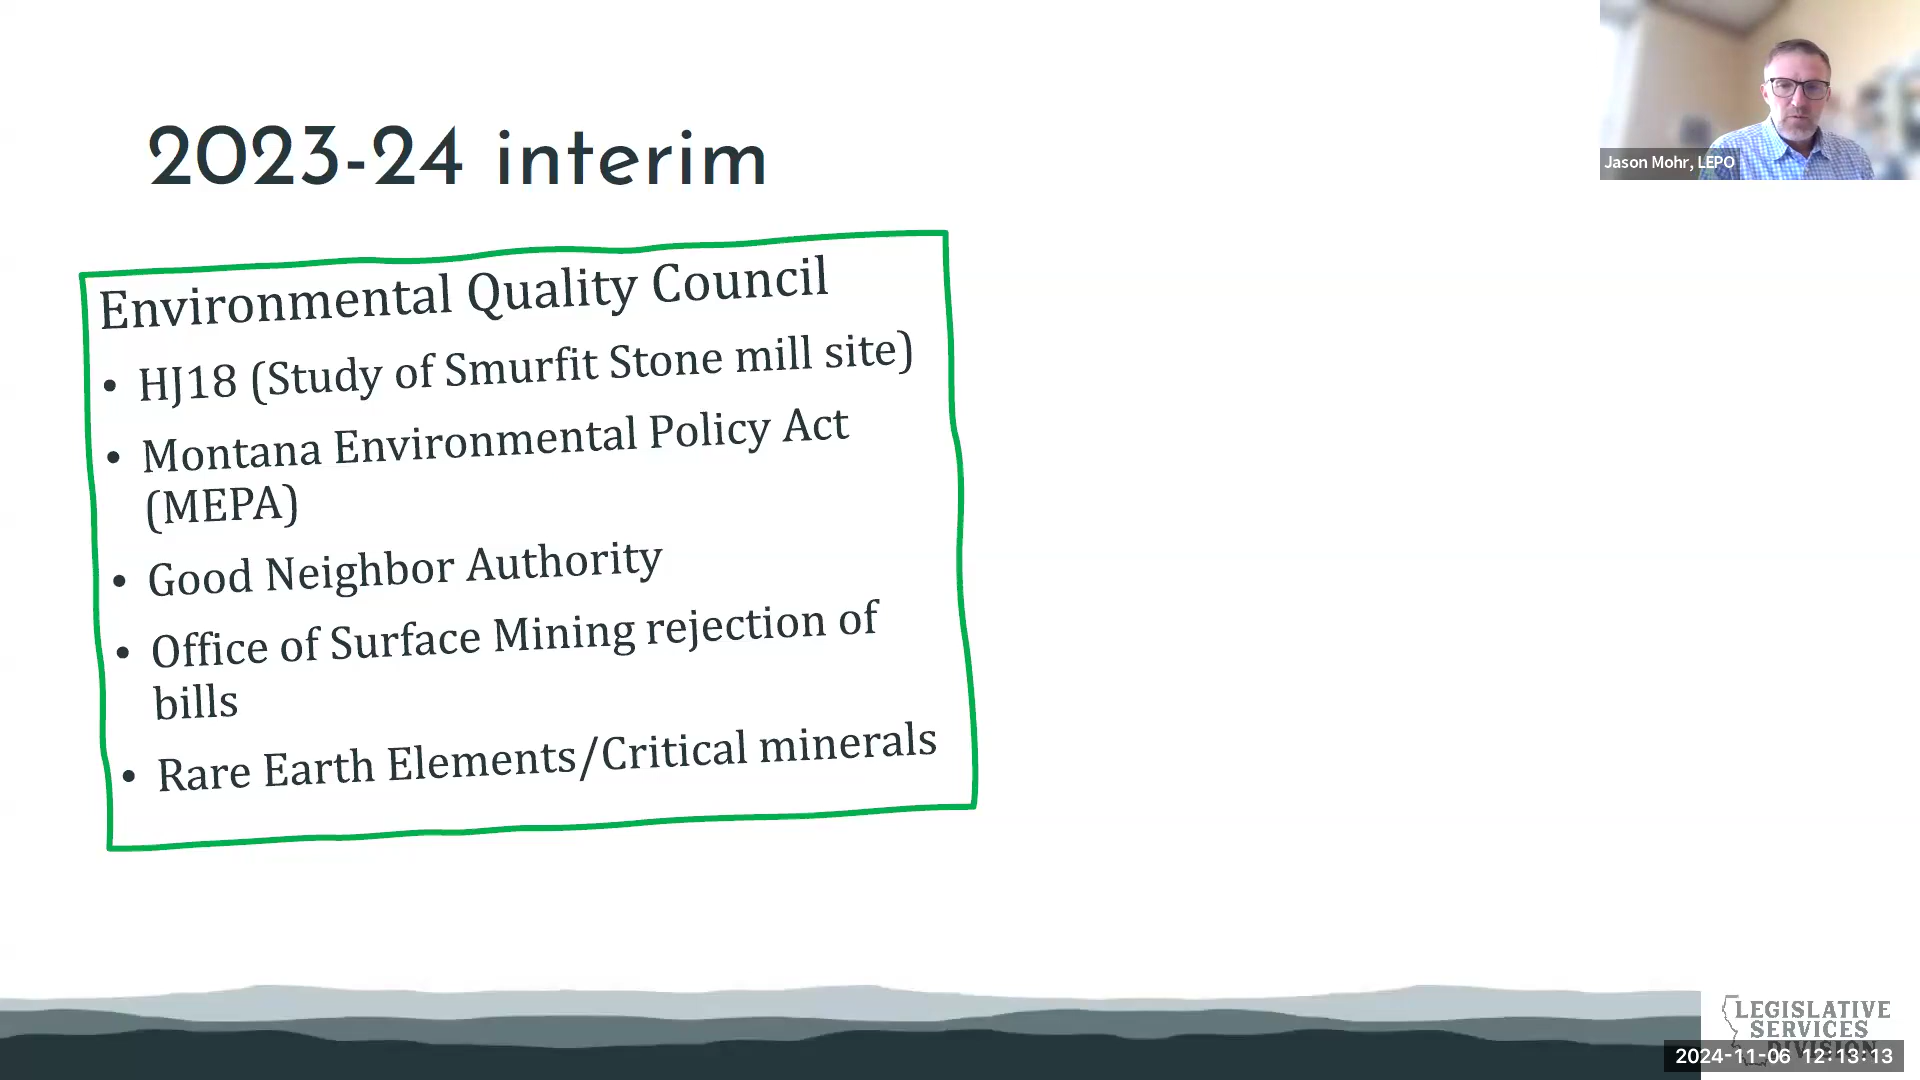 2023-24 interim
Environmental Quality Council
• HJ18 (Study of Smurfit Stone mill site)
• Montana Environmental Policy Act
(MEPA)
• Good Neighbor Authority
• Office of Surface Mining rejection of
bills
• Rare Earth Elements/Critical minerals
Jason Mohr, LEPO
LEGISLATIVE
SERVICES
DIVISION
2024-11-06 12:13:13